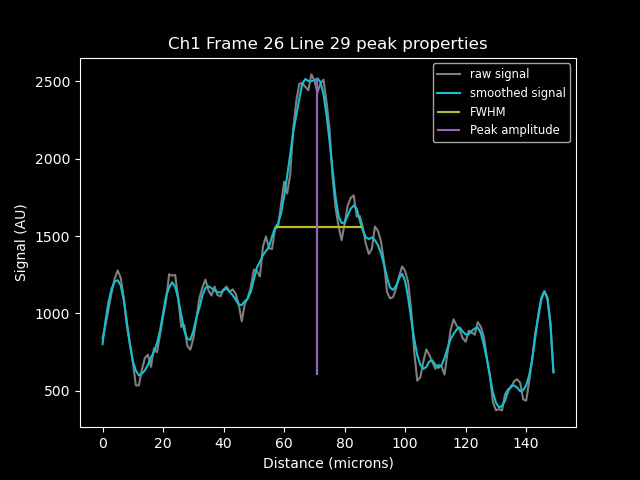 Ch1 Frame 26 Line 29 peak properties
raw signal
smoothed signal
FWHM
Peak amplitude
Signal (AU)
2500
2000
1500
1000
500
0 20 40 60 80 100 120 140
Distance (microns)